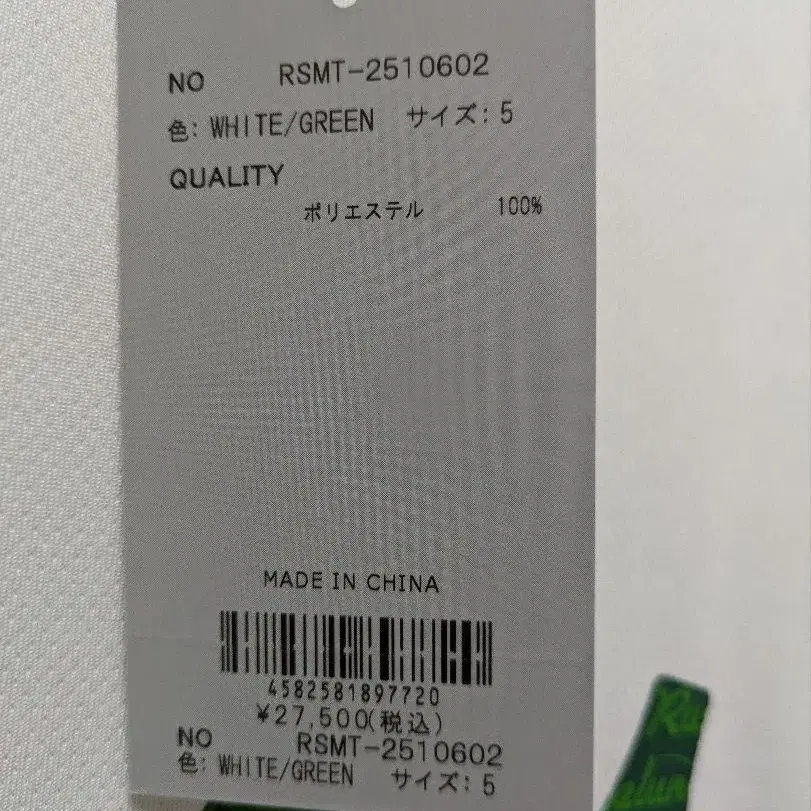 NO RSMT-2510602
色: WHITE/GREEN サイズ: 5
QUALITY
ポリエステル 100%
MADE IN CHINA
4582581897720
¥27,500(税込)
NO RSMT-2510602
色: WHITE/GREEN サイズ: 5